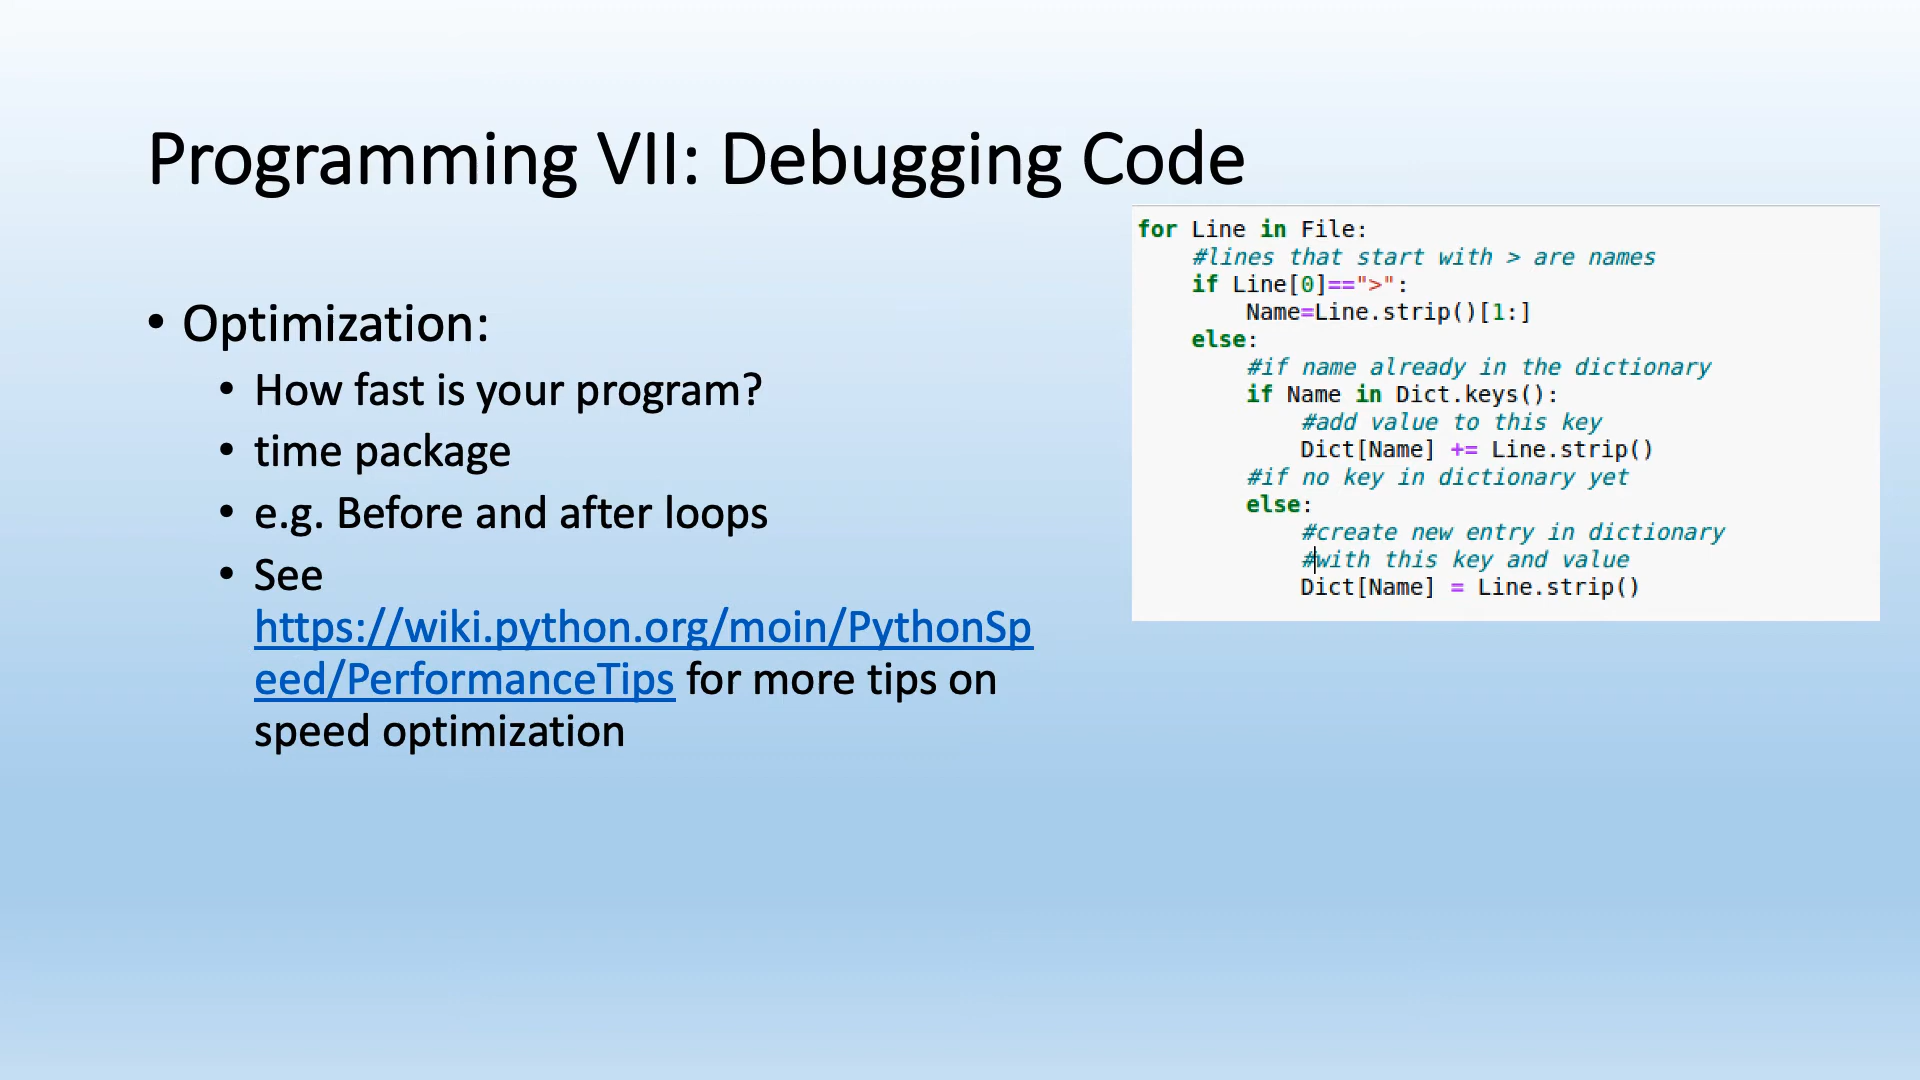 Programming VII: Debugging Code
• Optimization:
• How fast is your program?
• time package
• e.g. Before and after loops
• See
https://wiki.python.org/moin/PythonSp
eed/PerformanceTips for more tips on
speed optimization
for Line in File:
    #lines that start with > are names
    if Line[0]==">":
        Name=Line.strip()[1:]
    else:
        #if name already in the dictionary
        if Name in Dict.keys():
            #add value to this key
            Dict[Name] += Line.strip()
        #if no key in dictionary yet
        else:
            #create new entry in dictionary
            #with this key and value
            Dict[Name] = Line.strip()